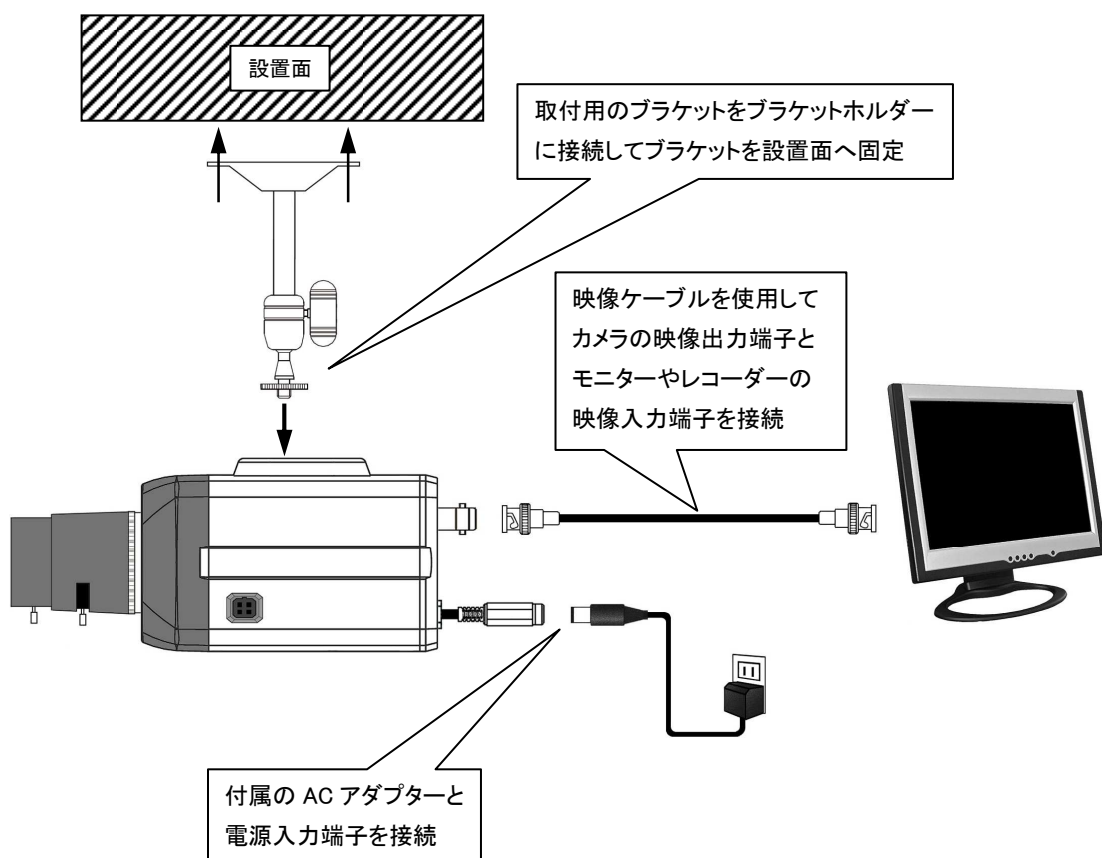 設置面
取付用のブラケットをブラケットホルダー
に接続してブラケットを設置面へ固定
映像ケーブルを使用して
カメラの映像出力端子と
モニターやレコーダーの
映像入力端子を接続
付属の AC アダプターと
電源入力端子を接続